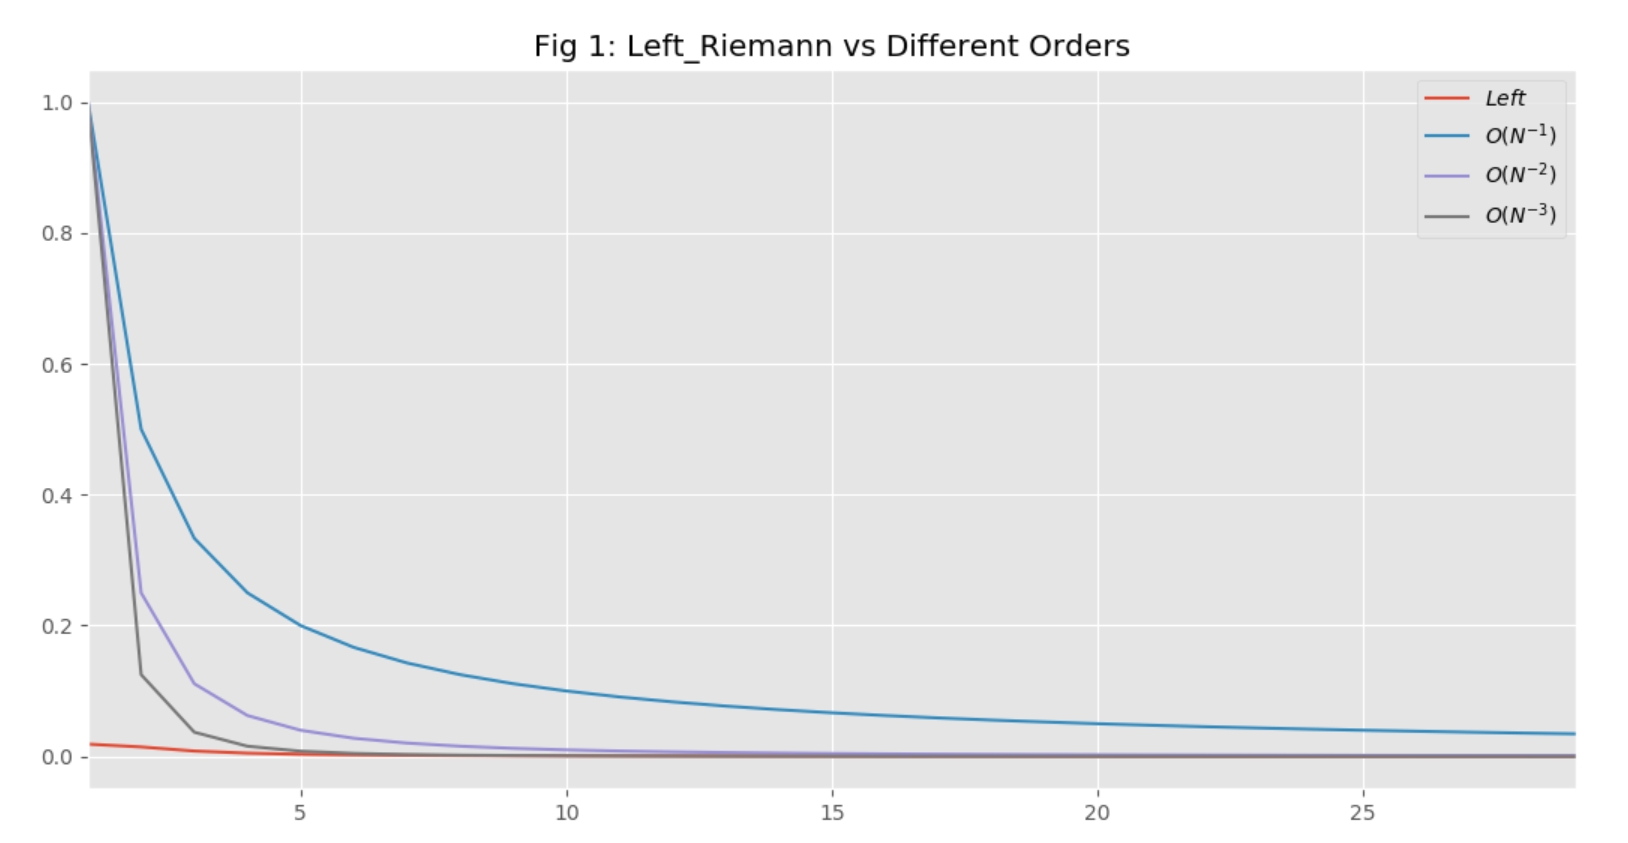 Fig 1: Left_Riemann vs Different Orders
1.0
0.8
0.6
0.4
0.2
0.0
5 10 15 20 25
Left
O(N⁻¹)
O(N⁻²)
O(N⁻³)